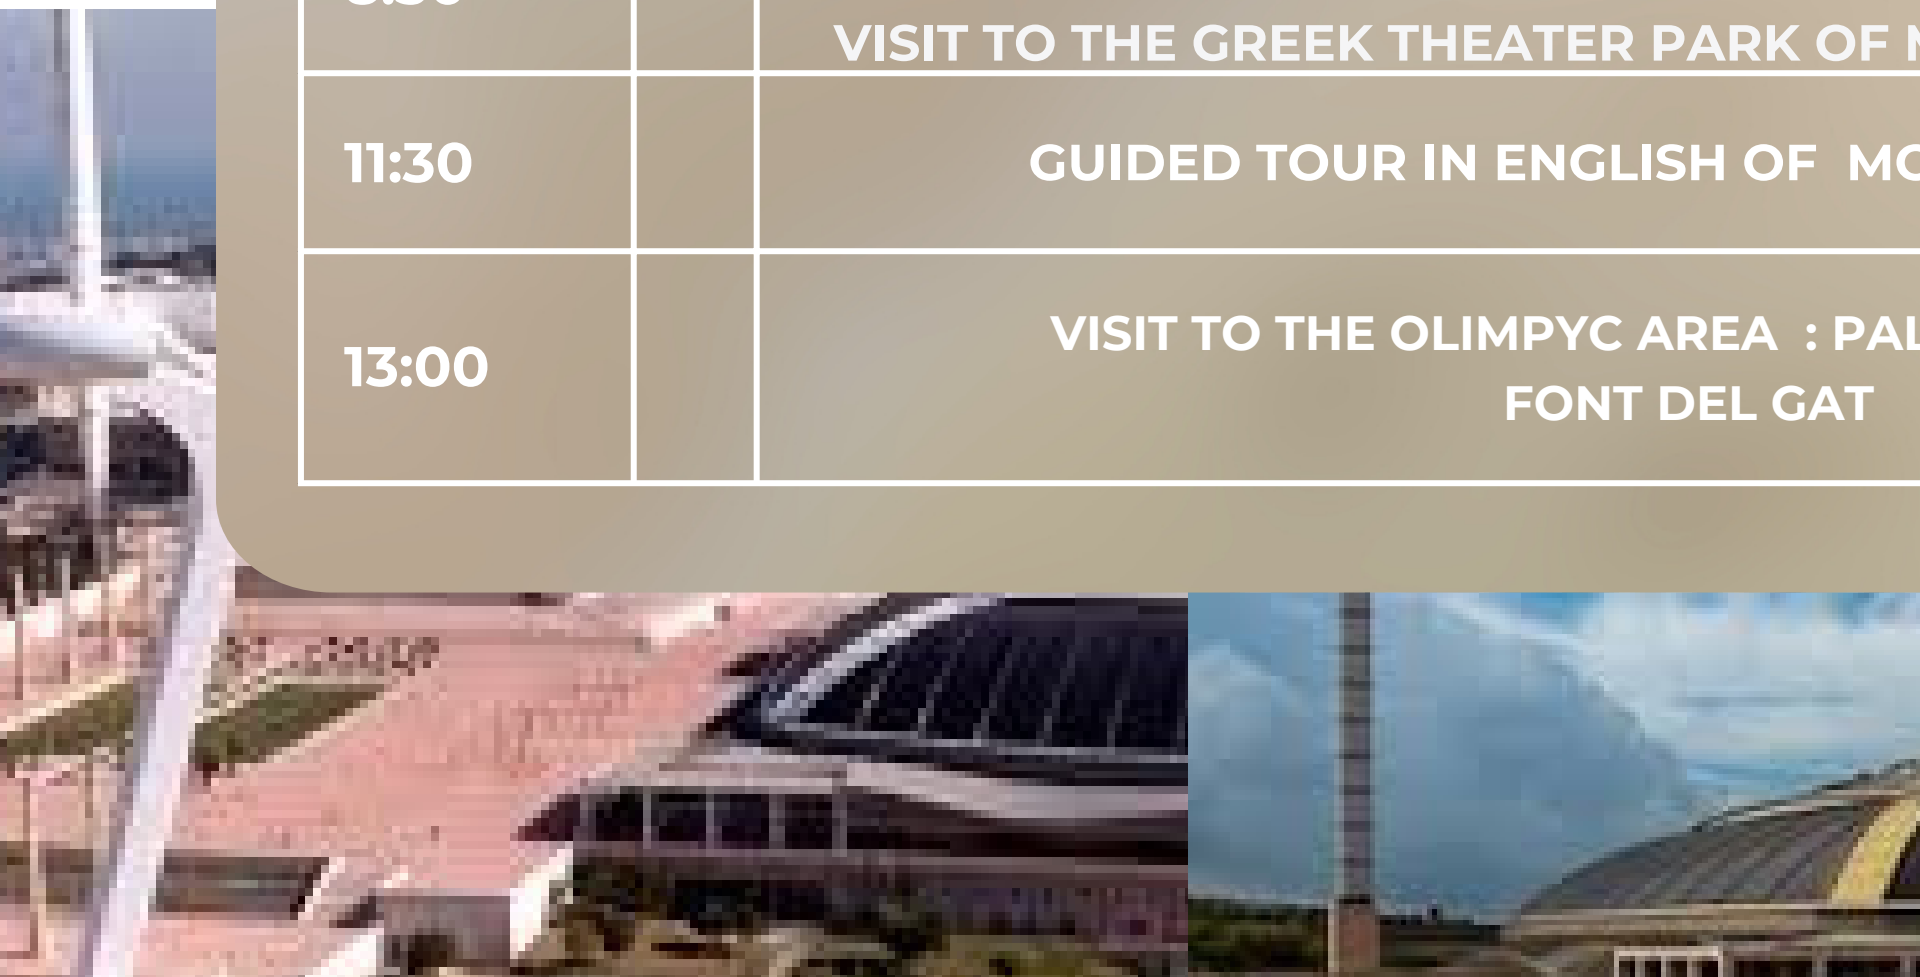 VISIT TO THE GREEK THEATER PARK OF
11:30
GUIDED TOUR IN ENGLISH OF
13:00
VISIT TO THE OLIMPYC AREA : 
FONT DEL GAT